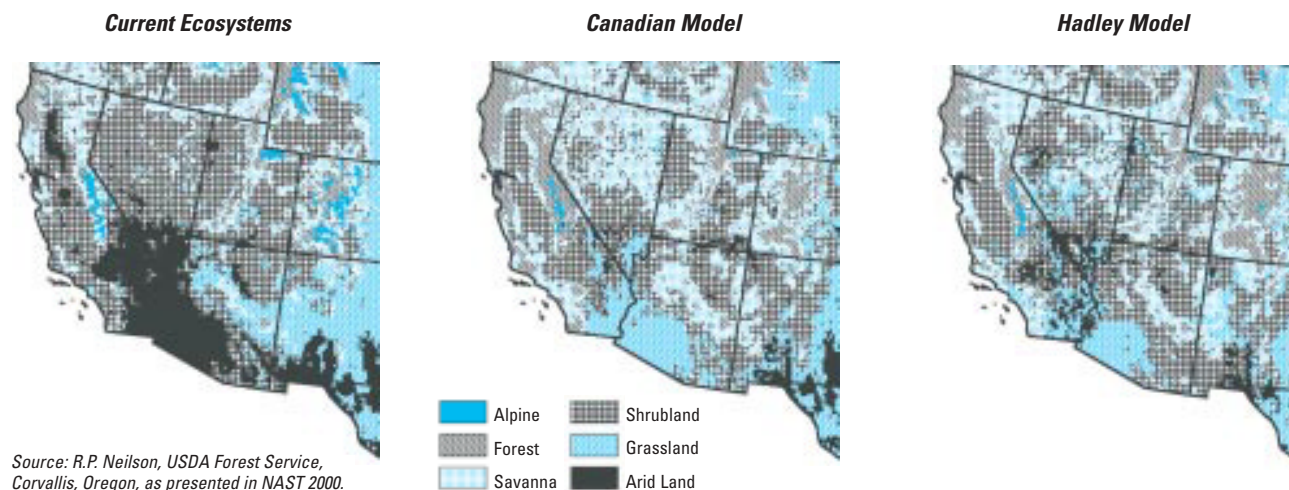 Current Ecosystems
Canadian Model
Hadley Model
Alpine
Forest
Savanna
Shrubland
Grassland
Arid Land
Source: R.P. Neilson, USDA Forest Service,
Corvallis, Oregon, as presented in NAST 2000.